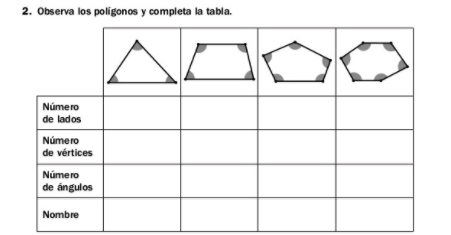 2. Observa los polígonos y completa la tabla.
Número
de lados
Número
de vértices
Número
de ángulos
Nombre